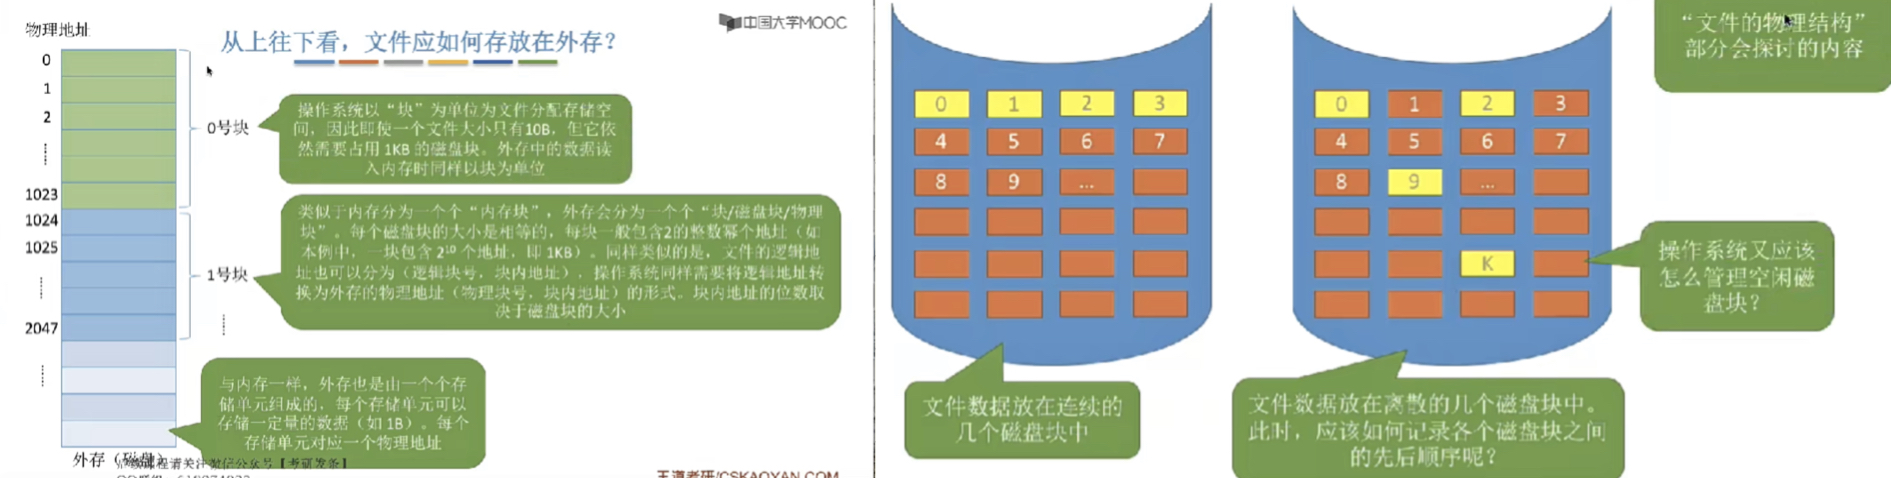 中国大学MOOC
物理地址
从上往下看，文件应如何存放在外存？
0
1
2
1023
1024
1025
2047
0号块
1号块
操作系统以“块”为单位为文件分配存储空
间，因此即使一个文件大小只有10B，但它依
然需要占用 1KB 的磁盘块。外存中的数据读
入内存时同样以块为单位
类似于内存分为一个个“内存块”，外存会分为一个个“块/磁盘块/物理
块”。每个磁盘块的大小是相等的，每块一般包含2的整数幂个地址（如
本例中，一块包含 2¹⁰ 个地址，即 1KB）。同样类似的是，文件的逻辑地
址也可以分为（逻辑块号，块内地址），操作系统同样需要将逻辑地址转
换为外存的物理地址（物理块号，块内地址）的形式。块内地址的位数取
决于磁盘块的大小
与内存一样，外存也是由一个个存
储单元组成的，每个存储单元可以
存储一定量的数据（如 1B）。每个
存储单元对应一个物理地址
外存（磁盘）
课程请关注微信公众号【考研发条】
王道考研/CSKAOYAN.COM
0 1 2 3
4 5 6 7
8 9 ...
文件数据放在连续的
几个磁盘块中
0 1 2 3
4 5 6 7
8 9 ...
K
“文件的物理结构”
部分会探讨的内容
操作系统又应该
怎么管理空闲磁
盘块？
文件数据放在离散的几个磁盘块中。
此时，应该如何记录各个磁盘块之间
的先后顺序呢？